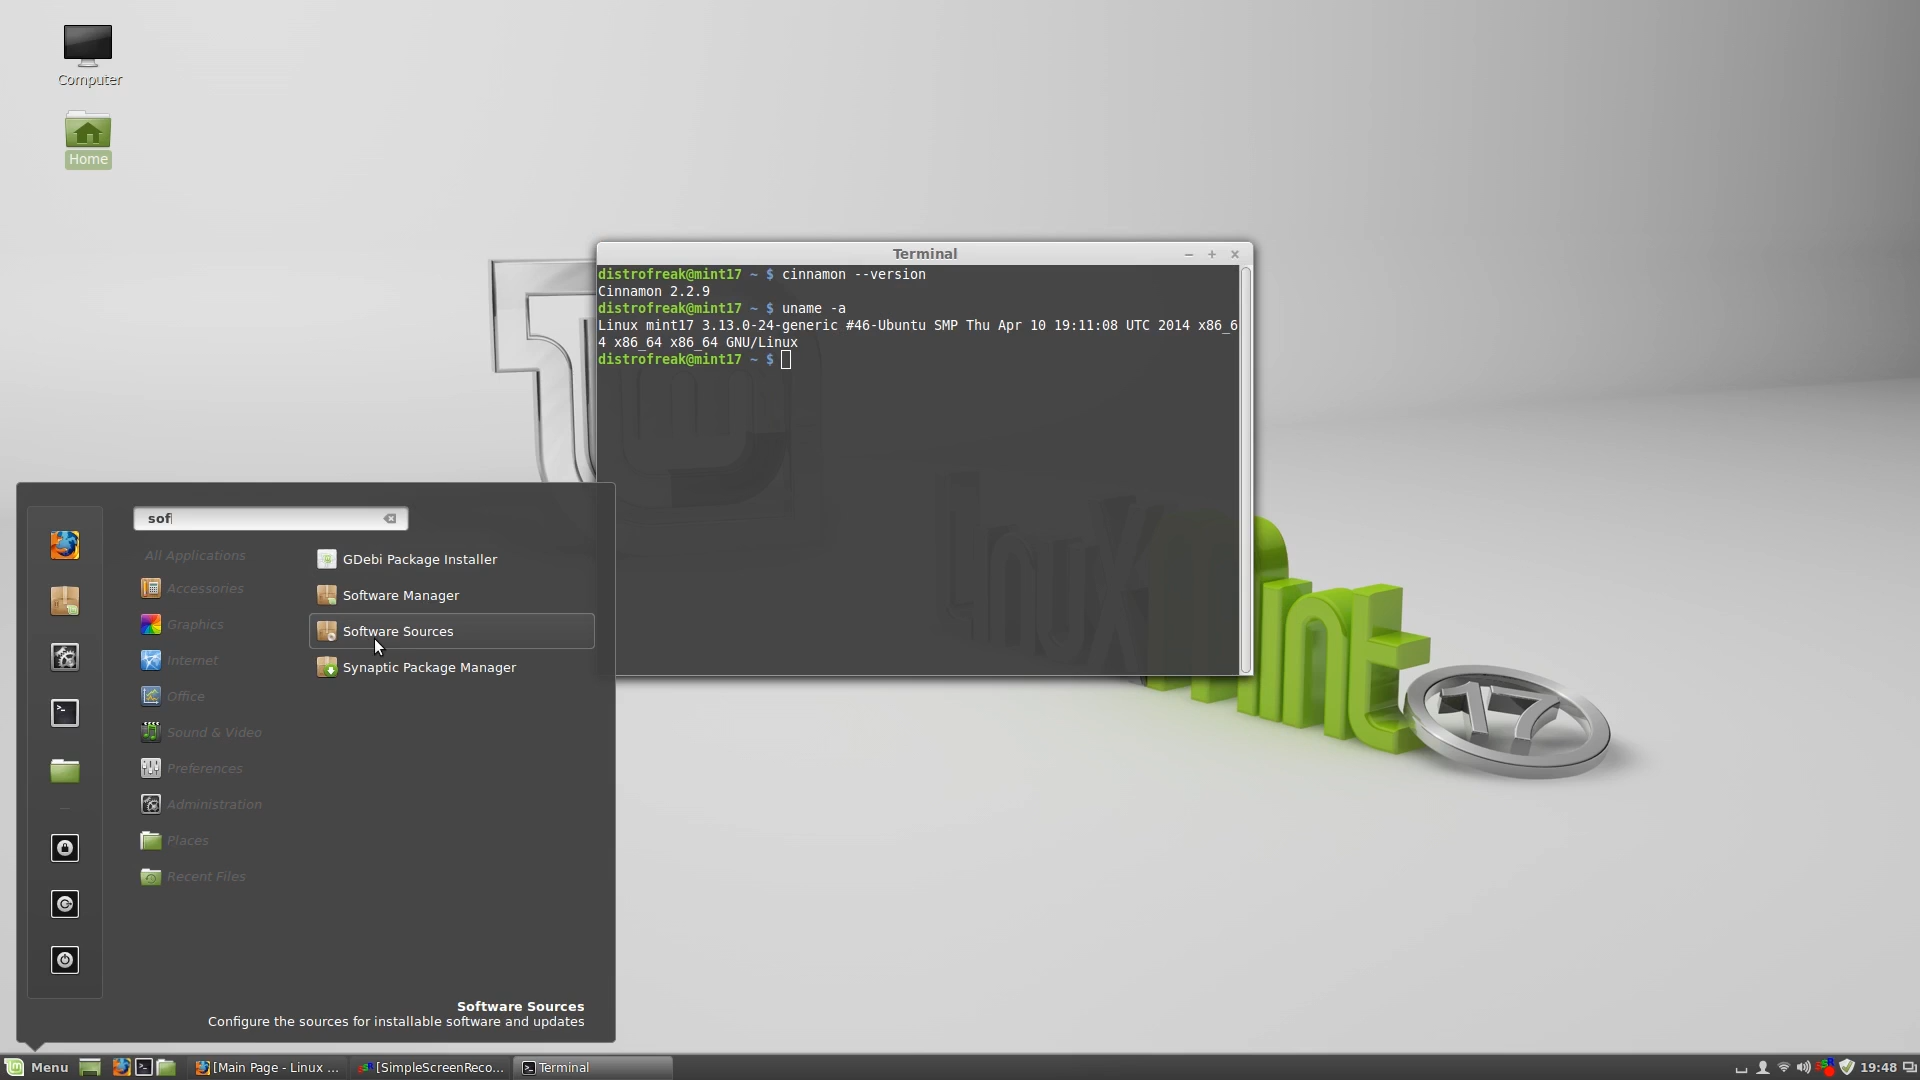 Computer
Home
Terminal
distrofreak@mint17 ~ $ cinnamon --version
Cinnamon 2.2.9
distrofreak@mint17 ~ $ uname -a
Linux mint17 3.13.0-24-generic #46-Ubuntu SMP Thu Apr 10 19:11:08 UTC 2014 x86_6
4 x86_64 x86_64 GNU/Linux
distrofreak@mint17 ~ $
Linux
Mint
17
sof
All Applications
Accessories
Graphics
Internet
Office
Sound & Video
Preferences
Administration
Places
Recent Files
GDebi Package Installer
Software Manager
Software Sources
Synaptic Package Manager
Software Sources
Configure the sources for installable software and updates
Menu
[Main Page - Linux ...
[SimpleScreenReco...
Terminal
19:48